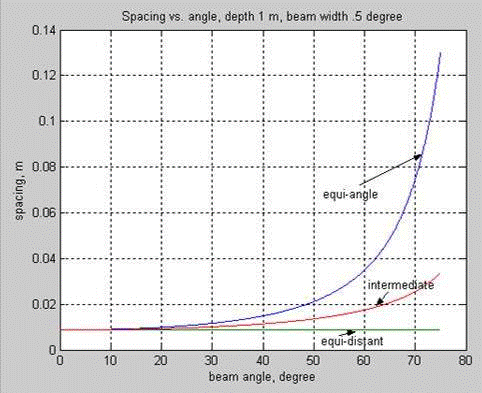 Spacing vs. angle, depth 1 m, beam width .5 degree
0.14
0.12
0.1
0.08
0.06
0.04
0.02
0
spacing, m
equi-angle
intermediate
equi-distant
0 10 20 30 40 50 60 70 80
beam angle, degree